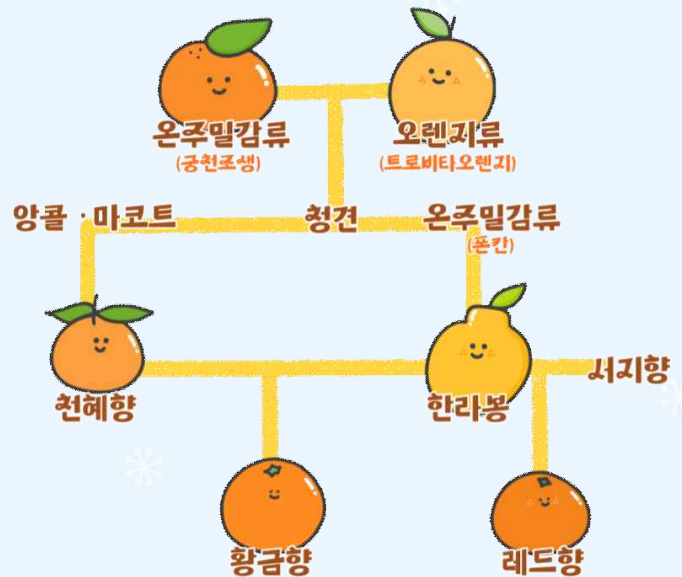 온주밀감류 오렌지류
(궁천조생) (트로비타오렌지)
앙콜·마코트 청견 온주밀감류
(폰칸)
서지향
천혜향 한라봉
황금향 레드향